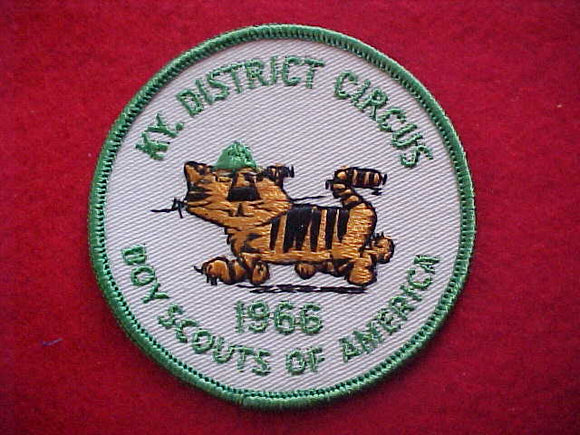 KY. DISTRICT CIRCUS
1966
BOY SCOUTS OF AMERICA